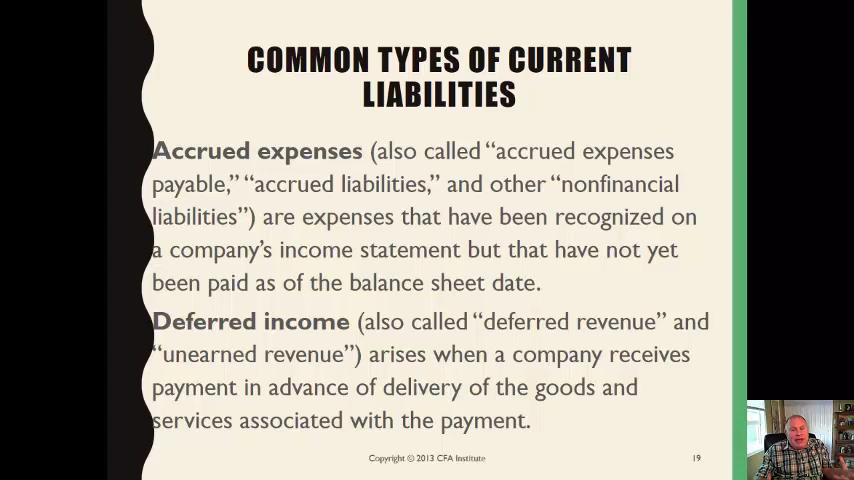 COMMON TYPES OF CURRENT
LIABILITIES
Accrued expenses (also called “accrued expenses
payable,” “accrued liabilities,” and other “nonfinancial
liabilities”) are expenses that have been recognized on
a company’s income statement but that have not yet
been paid as of the balance sheet date.
Deferred income (also called “deferred revenue” and
“unearned revenue”) arises when a company receives
payment in advance of delivery of the goods and
services associated with the payment.
Copyright © 2013 CFA Institute
19